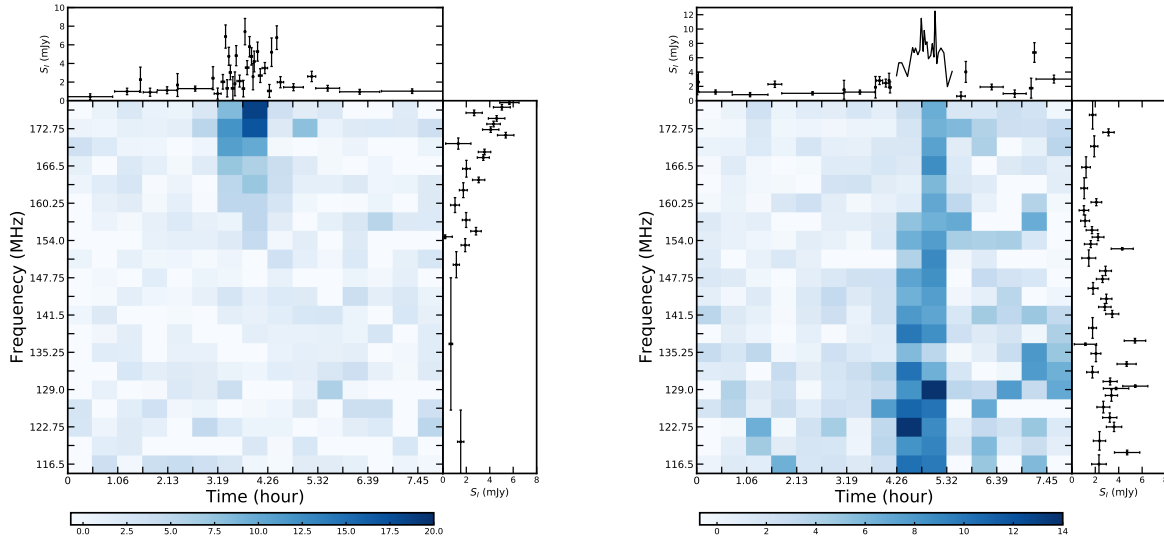 10
8
6
4
2
0
S_I (mJy)
172.75
166.5
160.25
154.0
147.75
141.5
135.25
129.0
122.75
116.5
Frequenecy (MHz)
0 1.06 2.13 3.19 4.26 5.32 6.39 7.45
Time (hour)
2 4 6 8
S_I (mJy)
0.0 2.5 5.0 7.5 10.0 12.5 15.0 17.5 20.0
12
10
8
6
4
2
0
S_I (mJy)
172.75
166.5
160.25
154.0
147.75
141.5
135.25
129.0
122.75
116.5
Frequenecy (MHz)
0 1.06 2.13 3.19 4.26 5.32 6.39 7.45
Time (hour)
0 2 4 6 8
S_I (mJy)
0 2 4 6 8 10 12 14